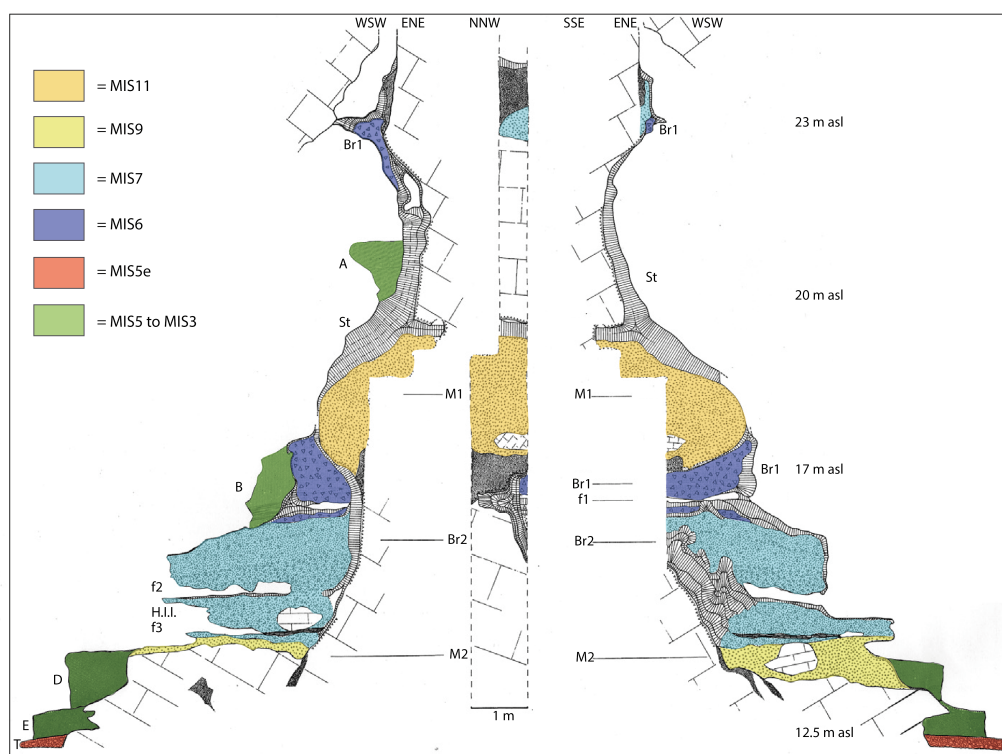 WSW ENE NNW SSE ENE WSW
= MIS11
= MIS9
= MIS7
= MIS6
= MIS5e
= MIS5 to MIS3
Br1 Br1 23 m asl
A
St St 20 m asl
M1 M1
B Br1 Br1 17 m asl
f1
Br2 Br2
f2
H.I.I.
f3
M2 M2
D
1 m
E 12.5 m asl
T